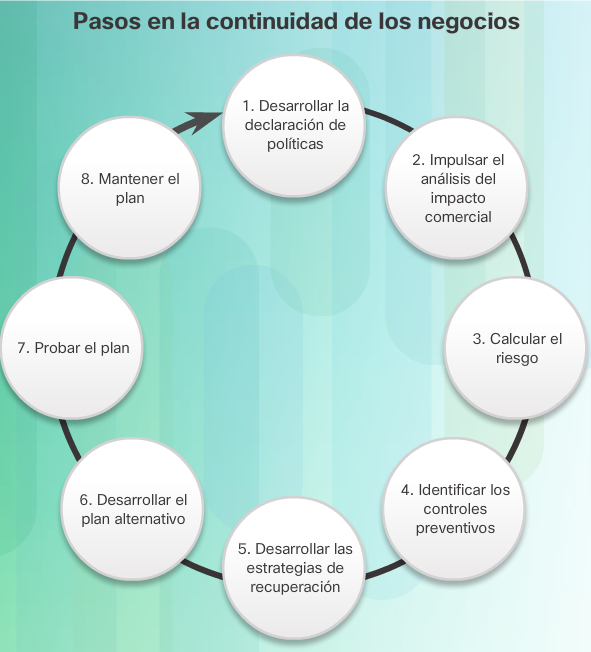 Pasos en la continuidad de los negocios
1. Desarrollar la
declaración de
políticas
2. Impulsar el
análisis del
impacto
comercial
3. Calcular el
riesgo
4. Identificar los
controles
preventivos
5. Desarrollar las
estrategias de
recuperación
6. Desarrollar el
plan alternativo
7. Probar el plan
8. Mantener el
plan